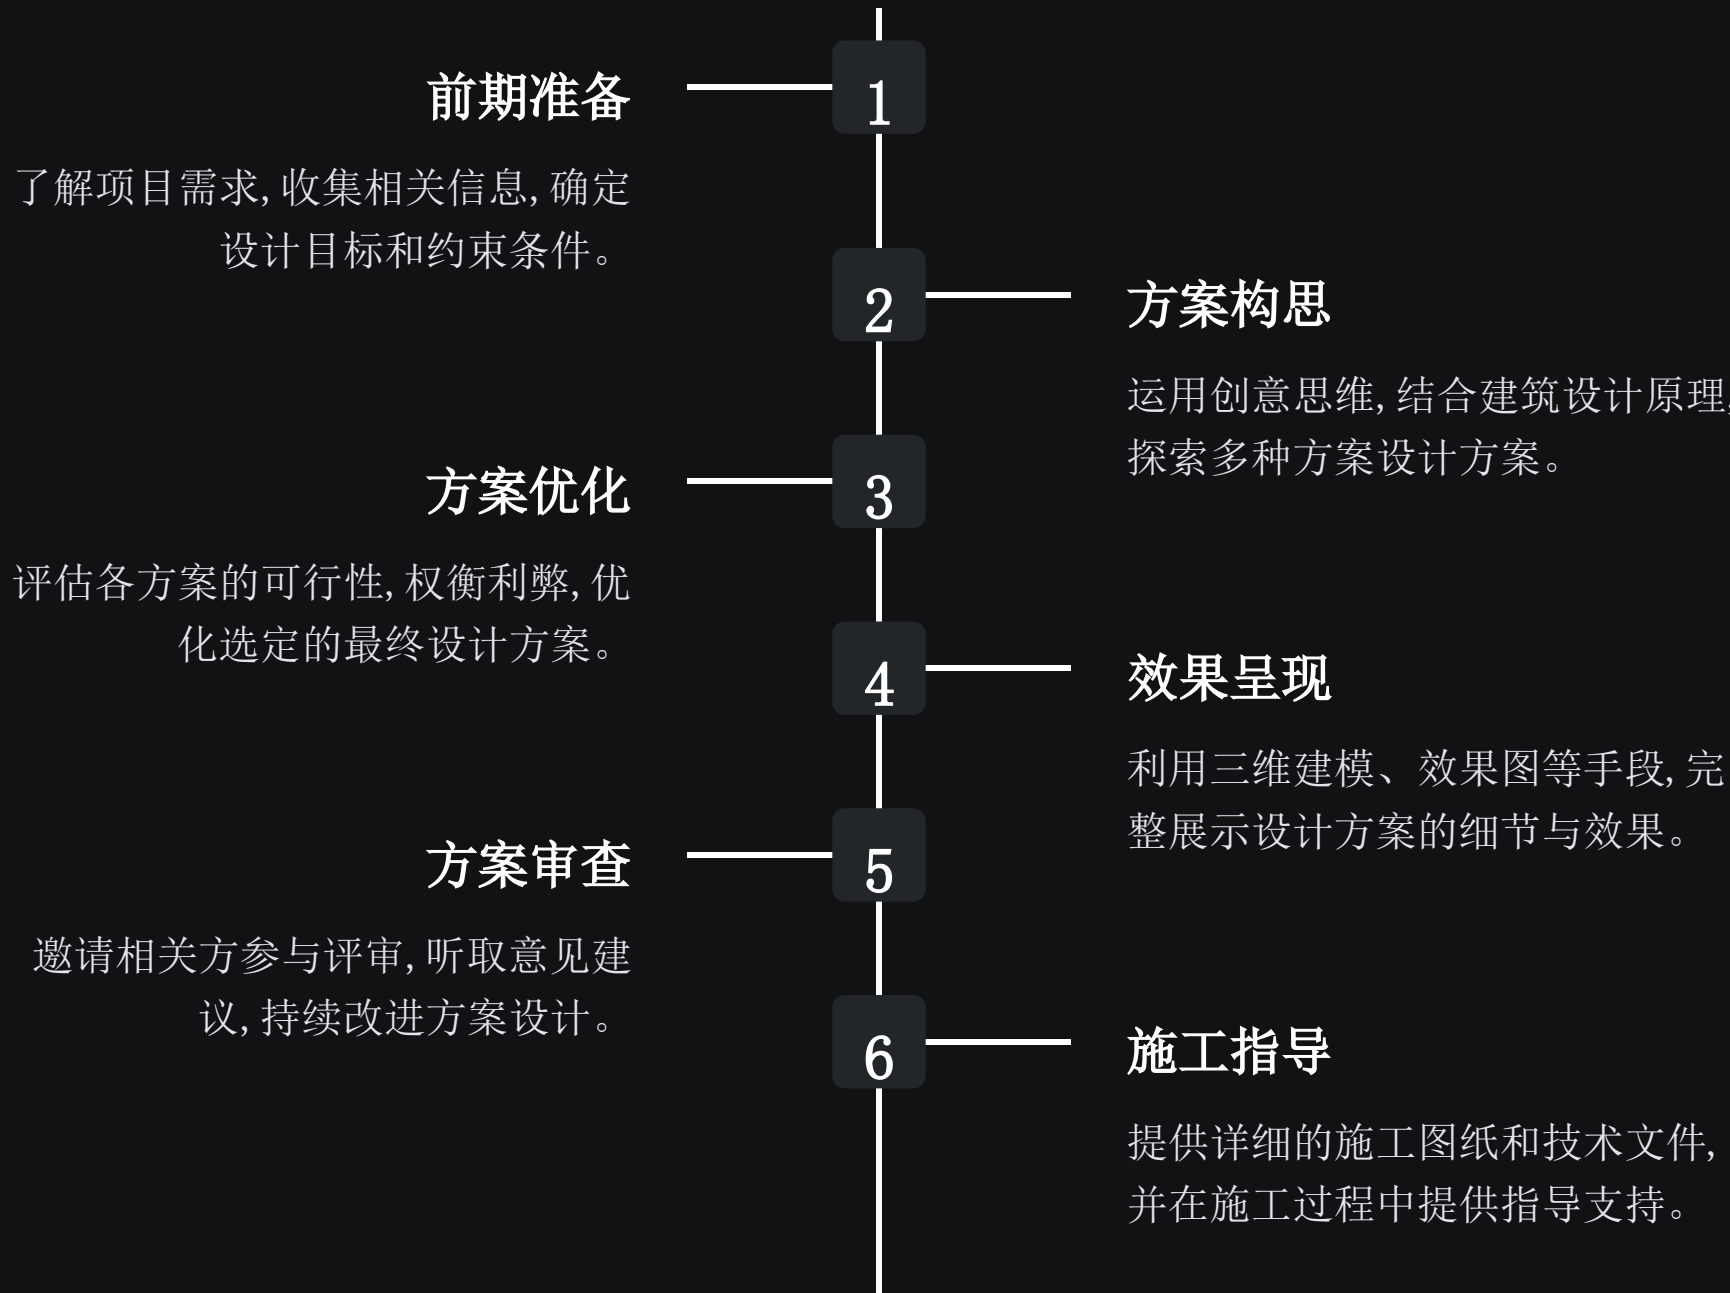 1
前期准备
了解项目需求,收集相关信息,确定
设计目标和约束条件。
2
方案构思
运用创意思维,结合建筑设计原理,
探索多种方案设计方案。
3
方案优化
评估各方案的可行性,权衡利弊,优
化选定的最终设计方案。
4
效果呈现
利用三维建模、效果图等手段,完
整展示设计方案的细节与效果。
5
方案审查
邀请相关方参与评审,听取意见建
议,持续改进方案设计。
6
施工指导
提供详细的施工图纸和技术文件,
并在施工过程中提供指导支持。